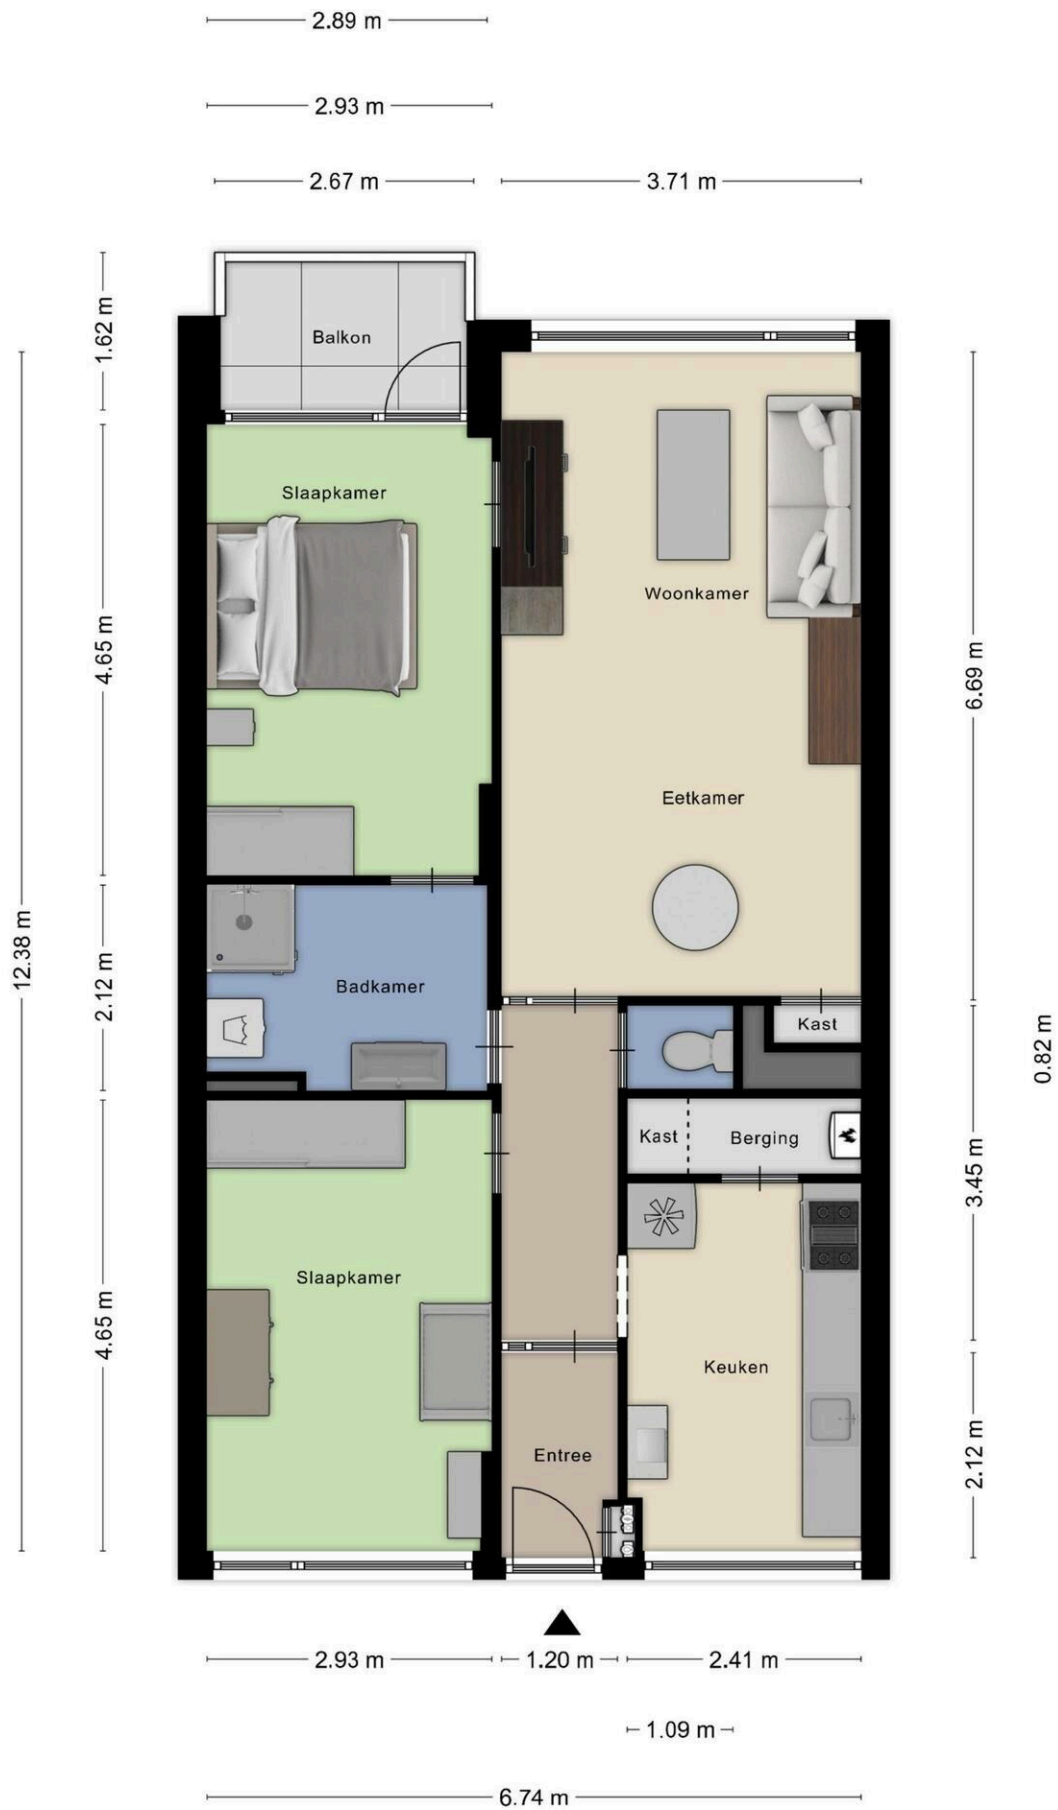 2.89 m
2.93 m
2.67 m
3.71 m
1.62 m
Balkon
Slaapkamer
Woonkamer
4.65 m
6.69 m
Eetkamer
12.38 m
2.12 m
Badkamer
Kast
0.82 m
Kast
Berging
3.45 m
Slaapkamer
4.65 m
Keuken
Entree
2.12 m
2.93 m
1.20 m
2.41 m
1.09 m
6.74 m